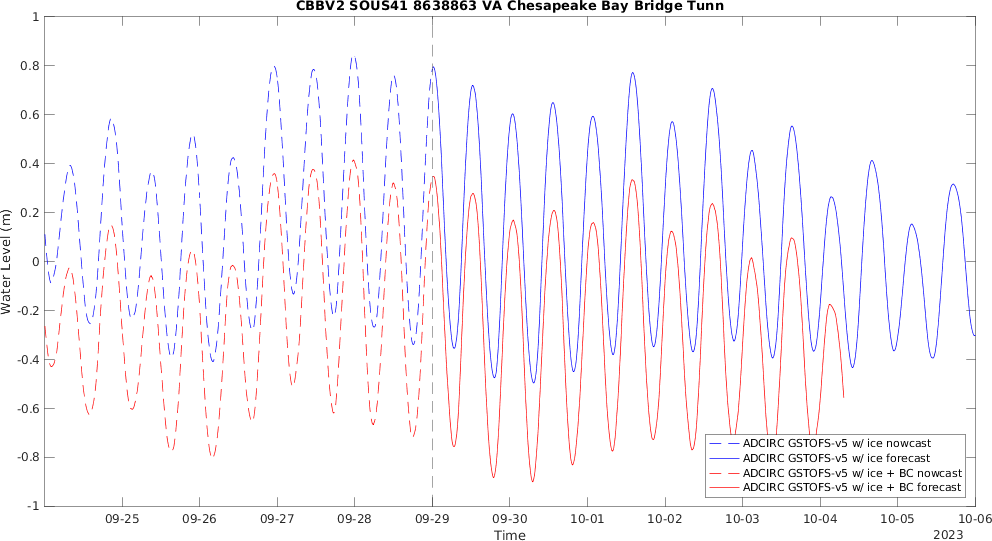 CBBV2 SOUS41 8638863 VA Chesapeake Bay Bridge Tunn
1
0.8
0.6
0.4
0.2
0
-0.2
-0.4
-0.6
-0.8
-1
Water Level (m)
ADCIRC GSTOFS-v5 w/ ice nowcast
ADCIRC GSTOFS-v5 w/ ice forecast
ADCIRC GSTOFS-v5 w/ ice + BC nowcast
ADCIRC GSTOFS-v5 w/ ice + BC forecast
09-25 09-26 09-27 09-28 09-29 09-30 10-01 10-02 10-03 10-04 10-05 10-06
Time
2023